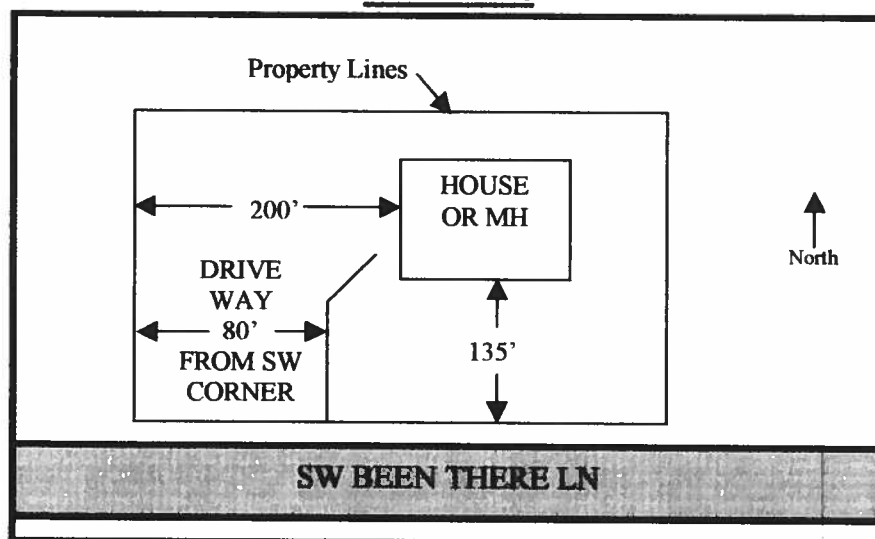 Property Lines
HOUSE
OR MH
200’
North
DRIVE
WAY
80’
FROM SW
CORNER
135’
SW BEEN THERE LN